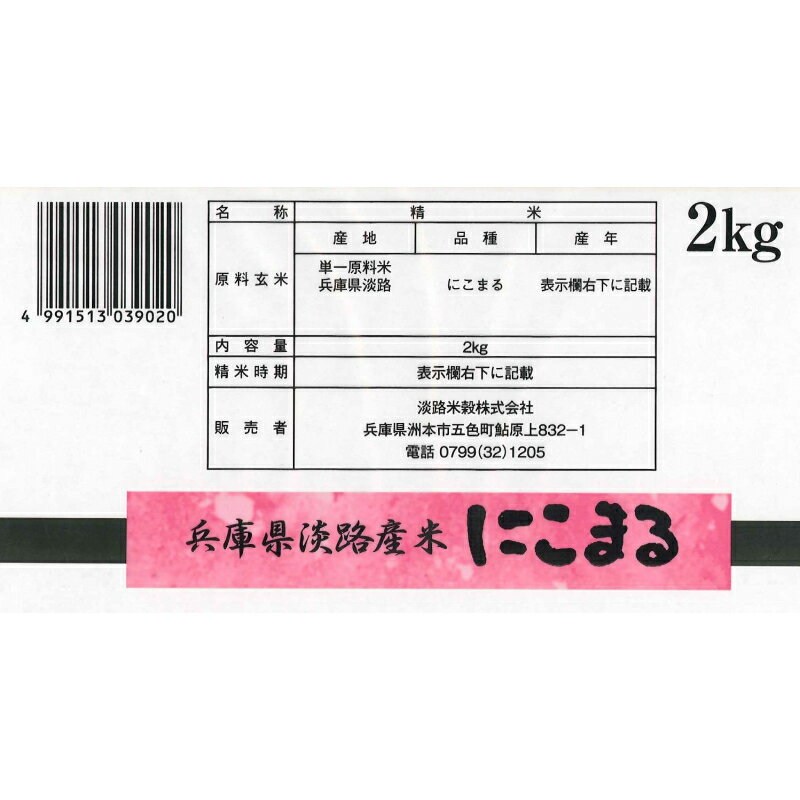 4 991513 039020
名称 精米
産地 品種 産年
原料玄米
単一原料米
兵庫県淡路 にこまる 表示欄右下に記載
内容量 2kg
精米時期 表示欄右下に記載
販売者
淡路米穀株式会社
兵庫県洲本市五色町鮎原上832−1
電話 0799(32)1205
2kg
兵庫県淡路産米 にこまる